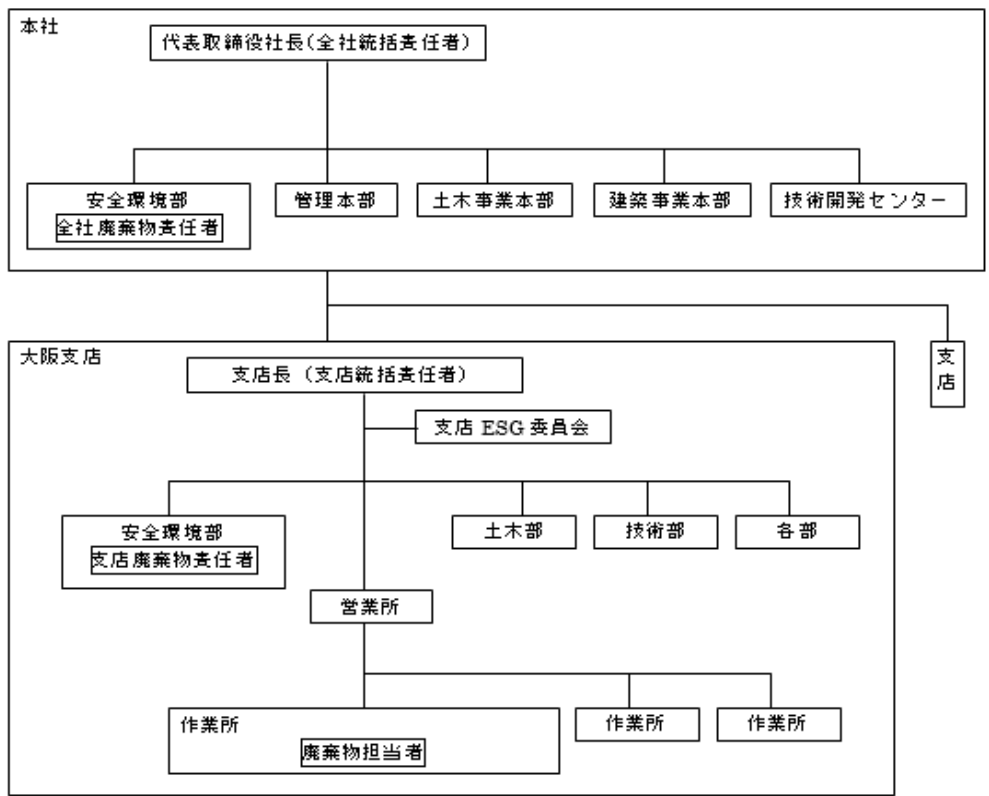 本社
代表取締役社長(全社統括責任者)
安全環境部
全社廃棄物責任者
管理本部
土木事業本部
建築事業本部
技術開発センター
大阪支店
支店
支店長（支店統括責任者）
支店 ESG 委員会
安全環境部
支店廃棄物責任者
土木部
技術部
各部
営業所
作業所
廃棄物担当者
作業所
作業所